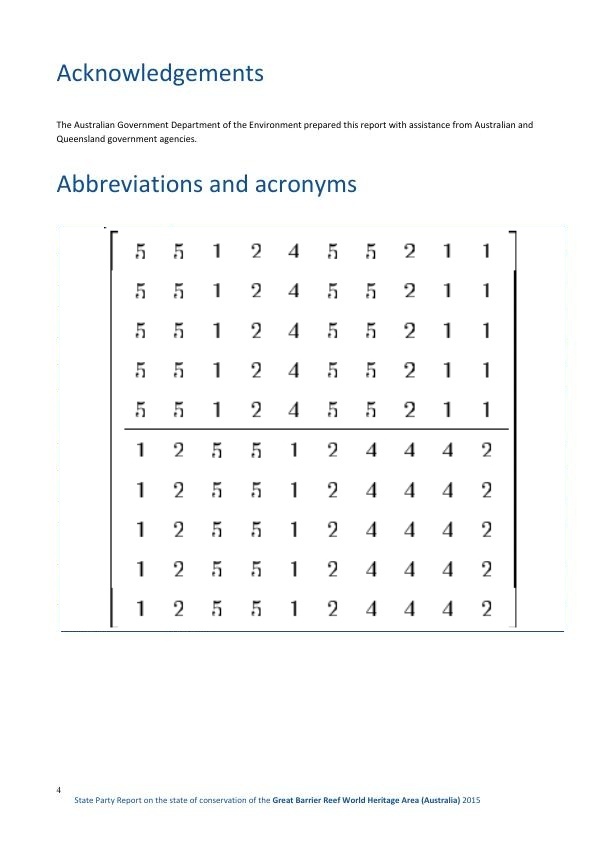 Acknowledgements
The Australian Government Department of the Environment prepared this report with assistance from Australian and
Queensland government agencies.
Abbreviations and acronyms
5 5 1 2 4 5 5 2 1 1
5 5 1 2 4 5 5 2 1 1
5 5 1 2 4 5 5 2 1 1
5 5 1 2 4 5 5 2 1 1
5 5 1 2 4 5 5 2 1 1
1 2 5 5 1 2 4 4 4 2
1 2 5 5 1 2 4 4 4 2
1 2 5 5 1 2 4 4 4 2
1 2 5 5 1 2 4 4 4 2
1 2 5 5 1 2 4 4 4 2
4
State Party Report on the state of conservation of the Great Barrier Reef World Heritage Area (Australia) 2015